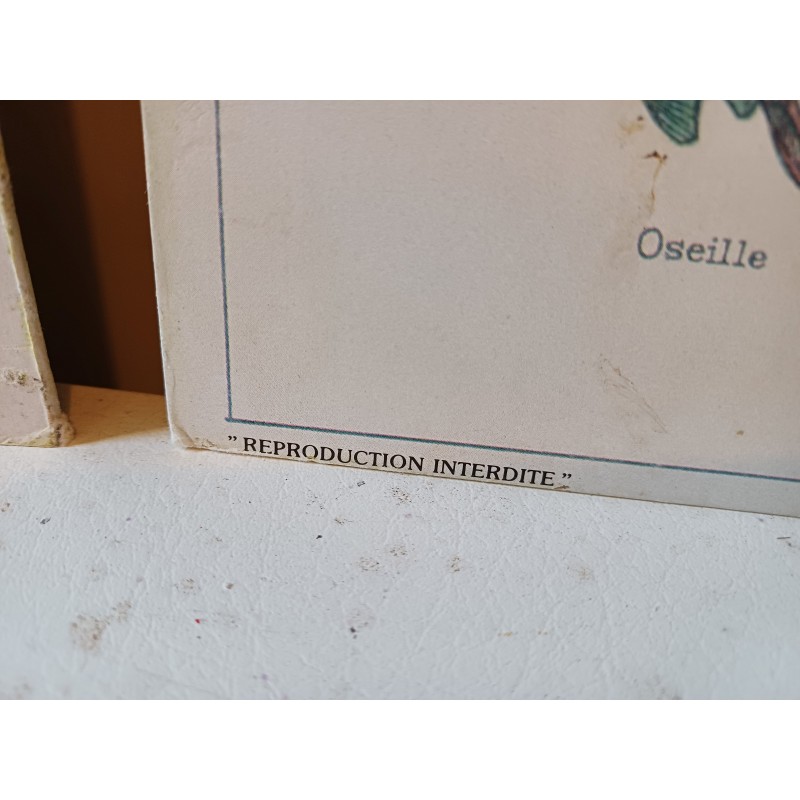 Oseille
" REPRODUCTION INTERDITE "